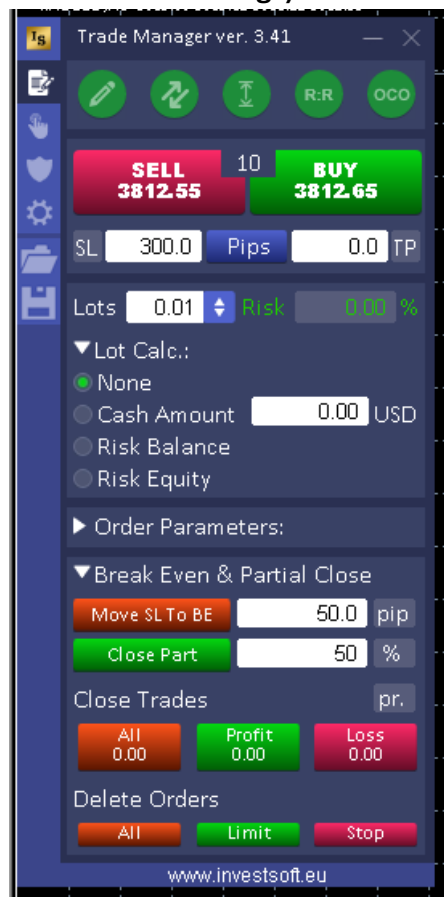 IS Trade Manager ver. 3.41
R:R OCO
SELL 10 BUY
3812.55 3812.65
SL 300.0 Pips 0.0 TP
Lots 0.01 Risk 0.00 %
Lot Calc.:
None
Cash Amount 0.00 USD
Risk Balance
Risk Equity
Order Parameters:
Break Even & Partial Close
Move SL To BE 50.0 pip
Close Part 50 %
Close Trades pr.
All Profit Loss
0.00 0.00 0.00
Delete Orders
All Limit Stop
www.investsoft.eu